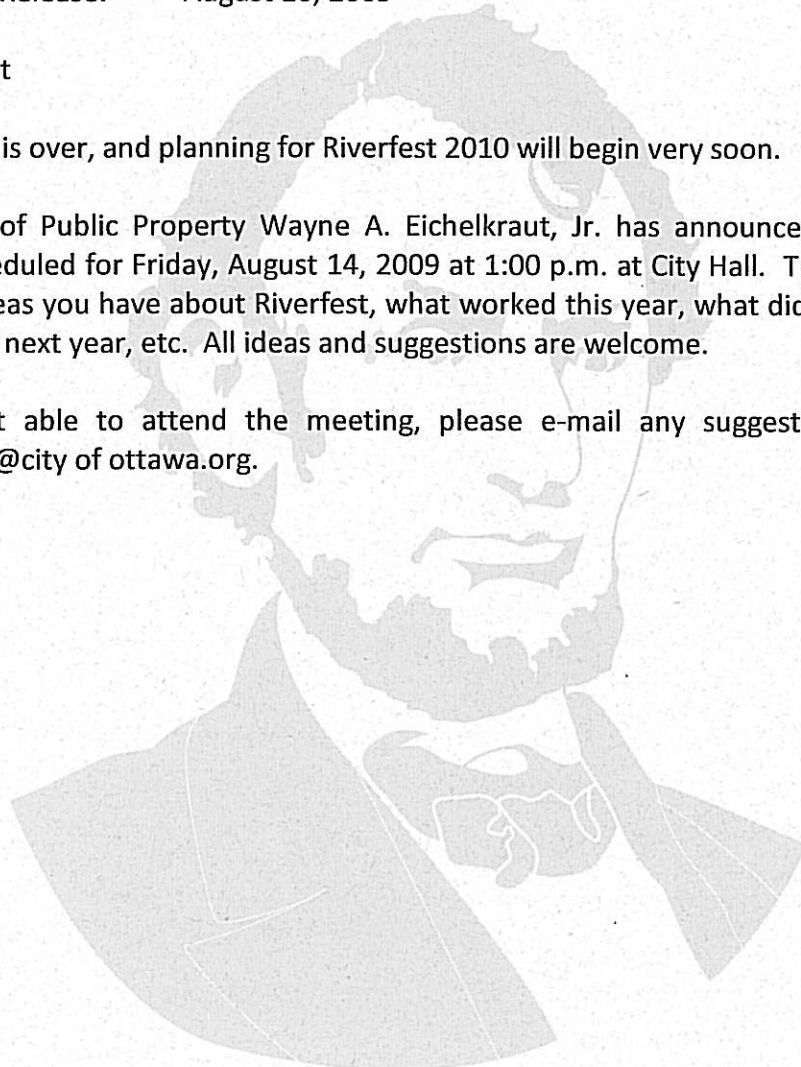 t
is over, and planning for Riverfest 2010 will begin very soon.
of Public Property Wayne A. Eichelkraut, Jr. has announce
duled for Friday, August 14, 2009 at 1:00 p.m. at City Hall. T
eas you have about Riverfest, what worked this year, what did
next year, etc. All ideas and suggestions are welcome.
t able to attend the meeting, please e-mail any suggest
@city of ottawa.org.